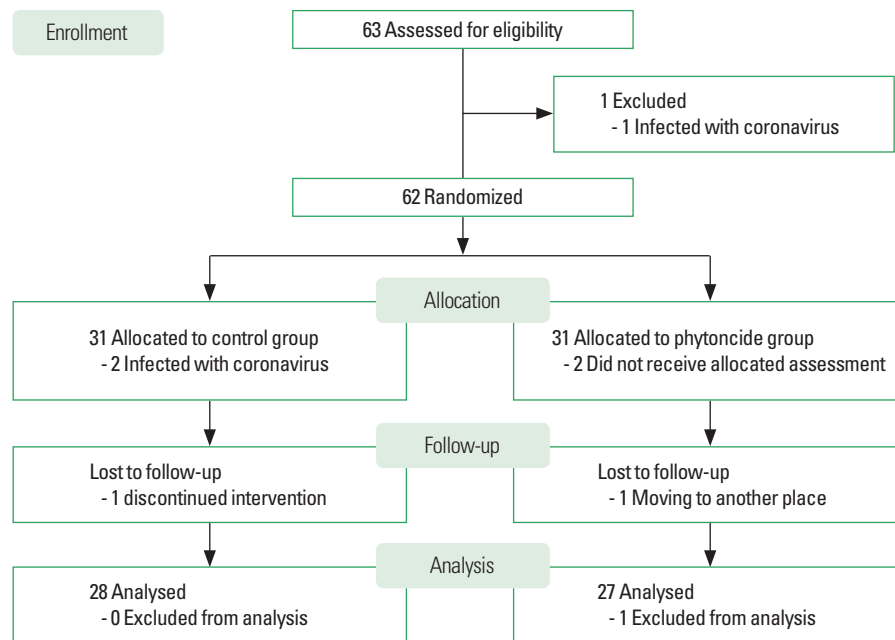 Enrollment
63 Assessed for eligibility
1 Excluded
- 1 Infected with coronavirus
62 Randomized
Allocation
31 Allocated to control group
- 2 Infected with coronavirus
31 Allocated to phytoncide group
- 2 Did not receive allocated assessment
Follow-up
Lost to follow-up
- 1 discontinued intervention
Lost to follow-up
- 1 Moving to another place
Analysis
28 Analysed
- 0 Excluded from analysis
27 Analysed
- 1 Excluded from analysis